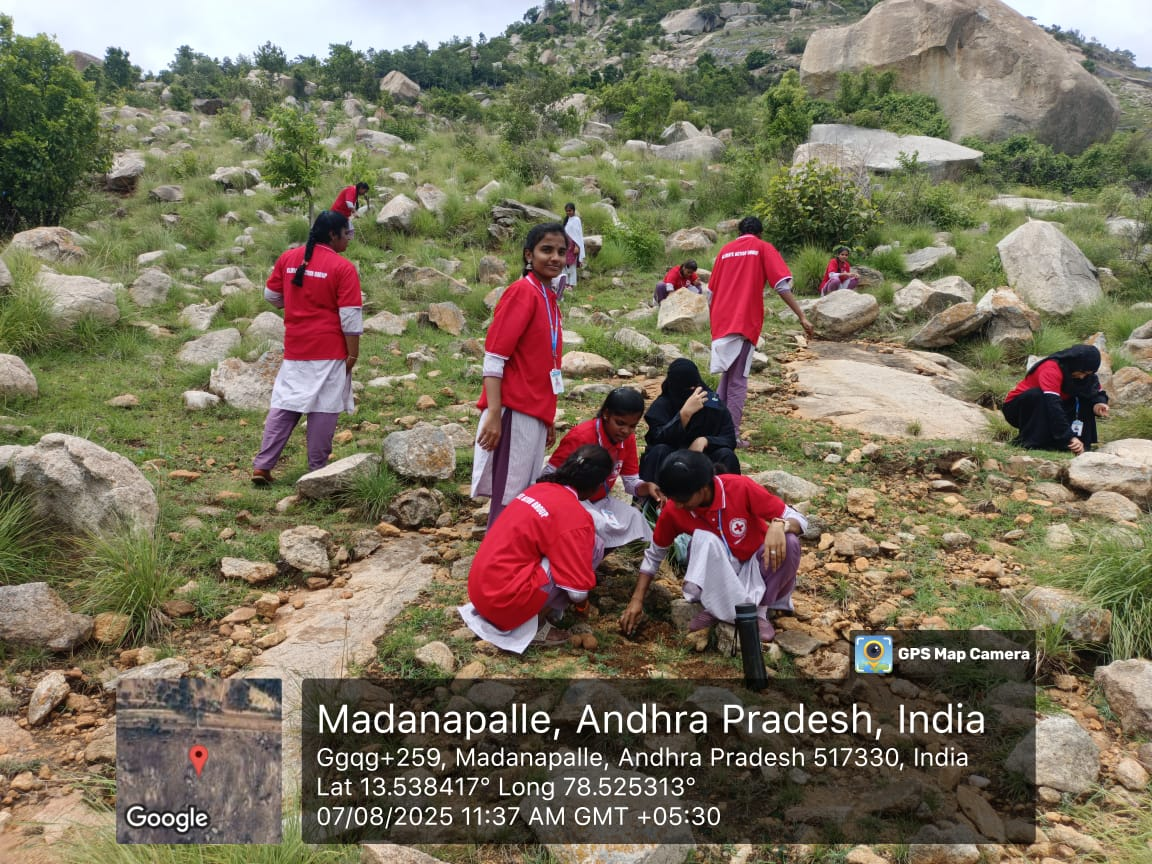 GPS Map Camera
Madanapalle, Andhra Pradesh, India
Ggqg+259, Madanapalle, Andhra Pradesh 517330, India
Lat 13.538417° Long 78.525313°
07/08/2025 11:37 AM GMT +05:30
Google